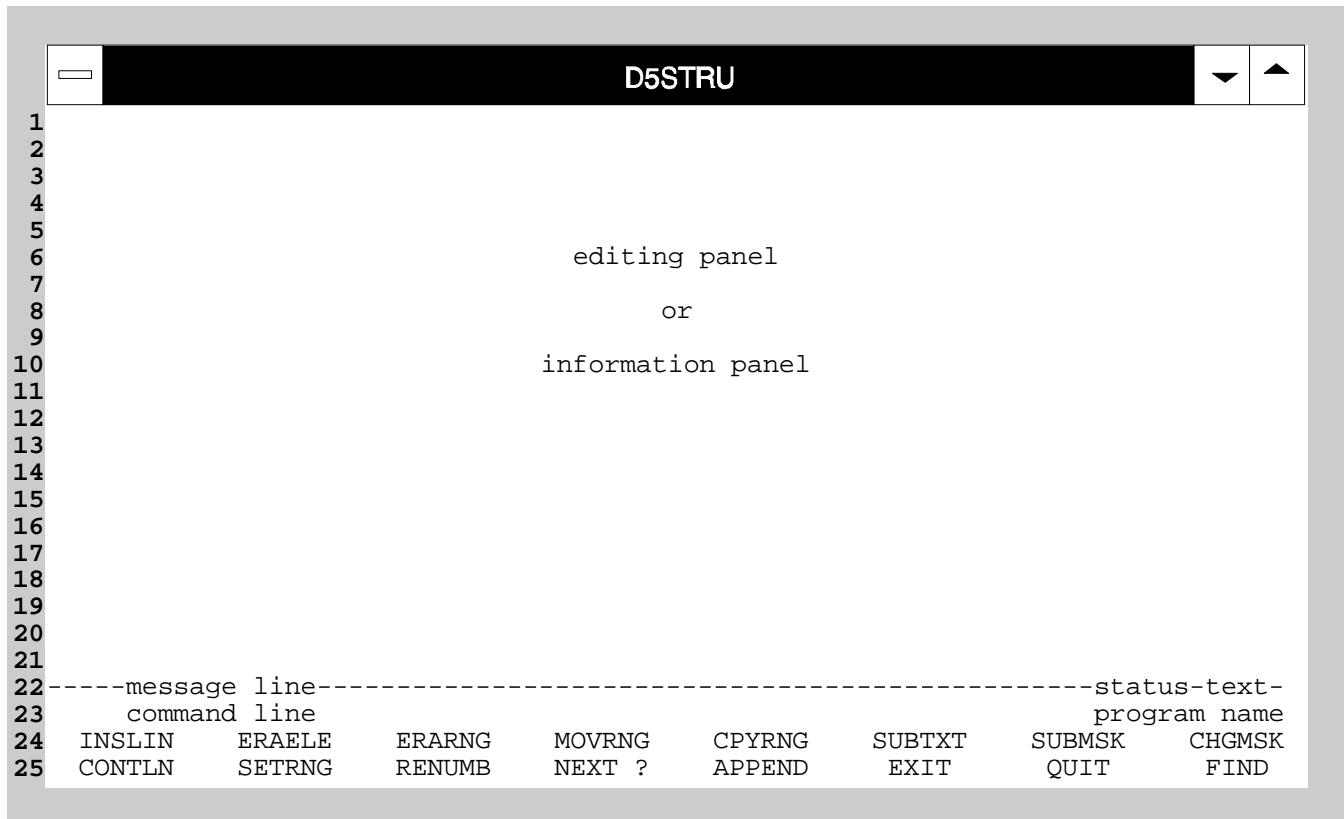 D5STRU
1
2
3
4
5
6 editing panel
7
8 or
9
10 information panel
11
12
13
14
15
16
17
18
19
20
21
22-----message line--------------------------------------------------status-text-
23 command line program name
24 INSLIN ERAELE ERARNG MOVRNG CPYRNG SUBTXT SUBMSK CHGMSK
25 CONTLN SETRNG RENUMB NEXT ? APPEND EXIT QUIT FIND